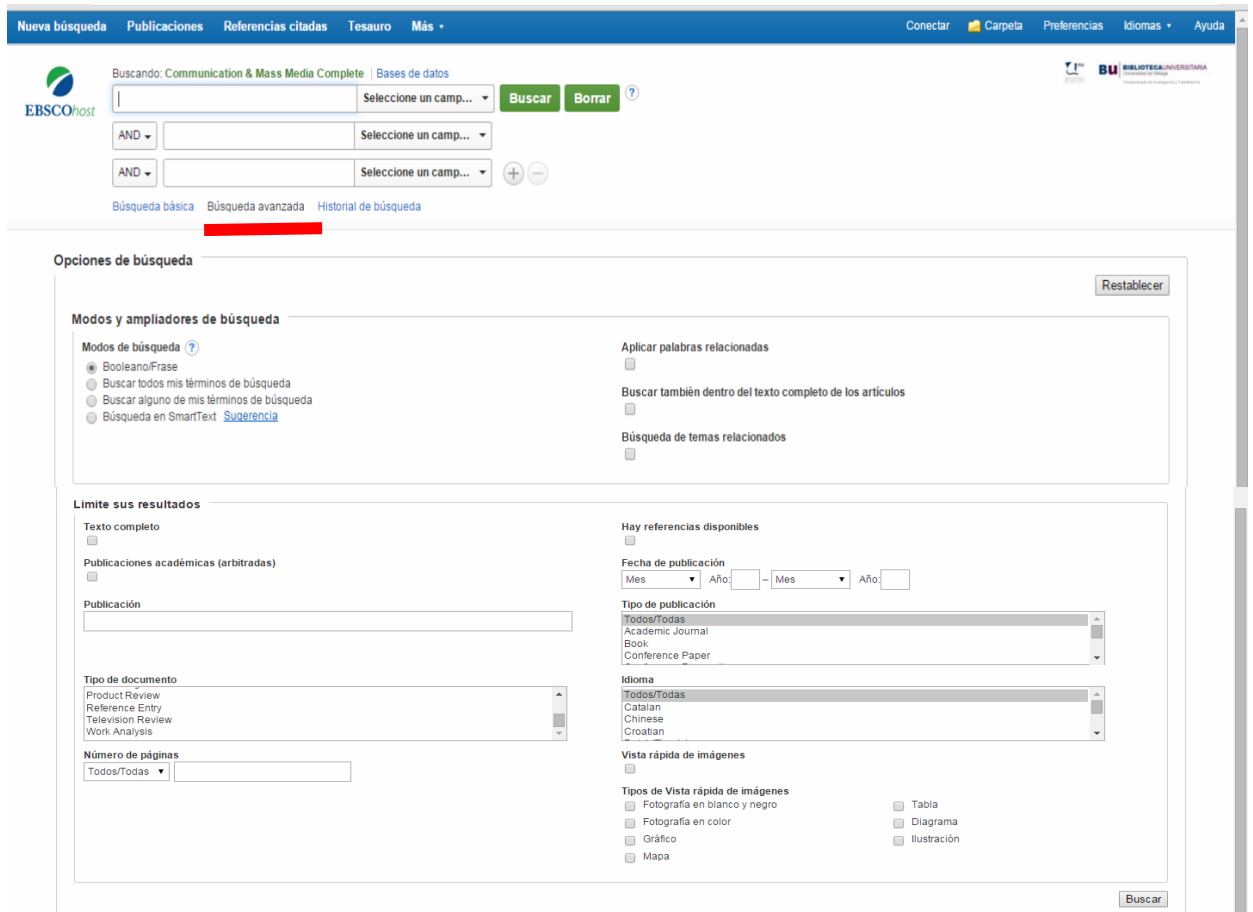 Nueva búsqueda Publicaciones Referencias citadas Tesauro Más Conectar Carpeta Preferencias Idiomas Ayuda
EBSCOhost
Buscando: Communication & Mass Media Complete Bases de datos
Seleccione un camp... Buscar Borrar ?
AND Seleccione un camp...
AND Seleccione un camp... + −
Búsqueda básica Búsqueda avanzada Historial de búsqueda
BU BIBLIOTECAUNIVERSITARIA
Universidad de Málaga
Opciones de búsqueda
Restablecer
Modos y ampliadores de búsqueda
Modos de búsqueda ?
Booleano/Frase
Buscar todos mis términos de búsqueda
Buscar alguno de mis términos de búsqueda
Búsqueda en SmartText Sugerencia
Aplicar palabras relacionadas
Buscar también dentro del texto completo de los artículos
Búsqueda de temas relacionados
Limite sus resultados
Texto completo
Hay referencias disponibles
Publicaciones académicas (arbitradas)
Fecha de publicación
Mes Año: – Mes Año:
Publicación
Tipo de publicación
Todos/Todas
Academic Journal
Book
Conference Paper
Tipo de documento
Product Review
Reference Entry
Television Review
Work Analysis
Idioma
Todos/Todas
Catalan
Chinese
Croatian
Número de páginas
Todos/Todas
Vista rápida de imágenes
Tipos de Vista rápida de imágenes
Fotografía en blanco y negro Tabla
Fotografía en color Diagrama
Gráfico Ilustración
Mapa
Buscar